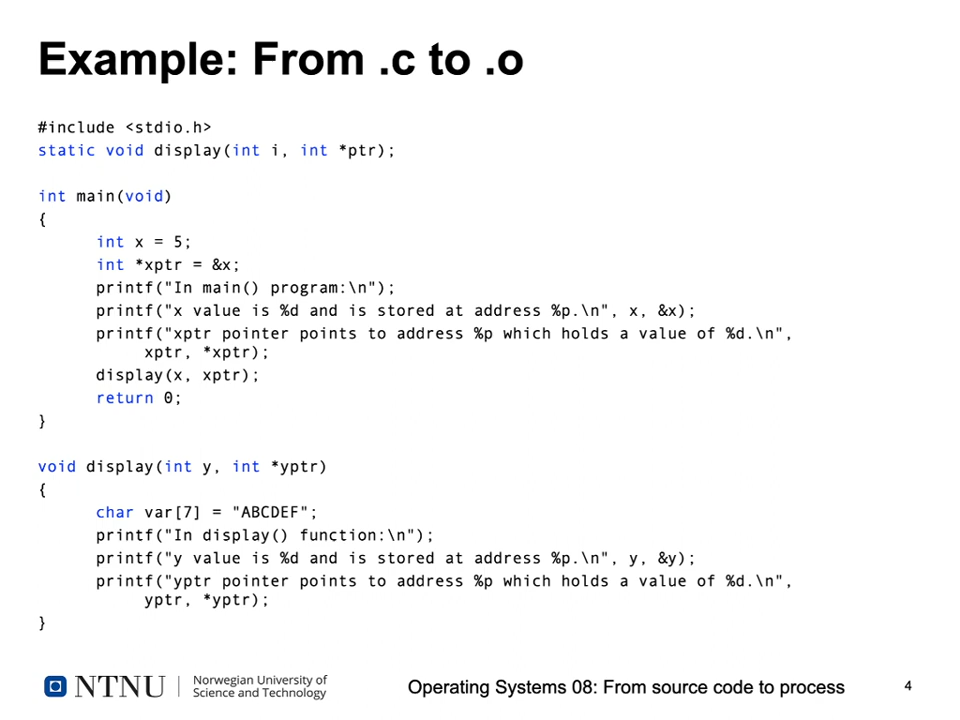 Example: From .c to .o
#include <stdio.h>
static void display(int i, int *ptr);
int main(void)
{
int x = 5;
int *xptr = &x;
printf("In main() program:\n");
printf("x value is %d and is stored at address %p.\n", x, &x);
printf("xptr pointer points to address %p which holds a value of %d.\n",
xptr, *xptr);
display(x, xptr);
return 0;
}
void display(int y, int *yptr)
{
char var[7] = "ABCDEF";
printf("In display() function:\n");
printf("y value is %d and is stored at address %p.\n", y, &y);
printf("yptr pointer points to address %p which holds a value of %d.\n",
yptr, *yptr);
}
NTNU
Norwegian University of
Science and Technology
Operating Systems 08: From source code to process
4